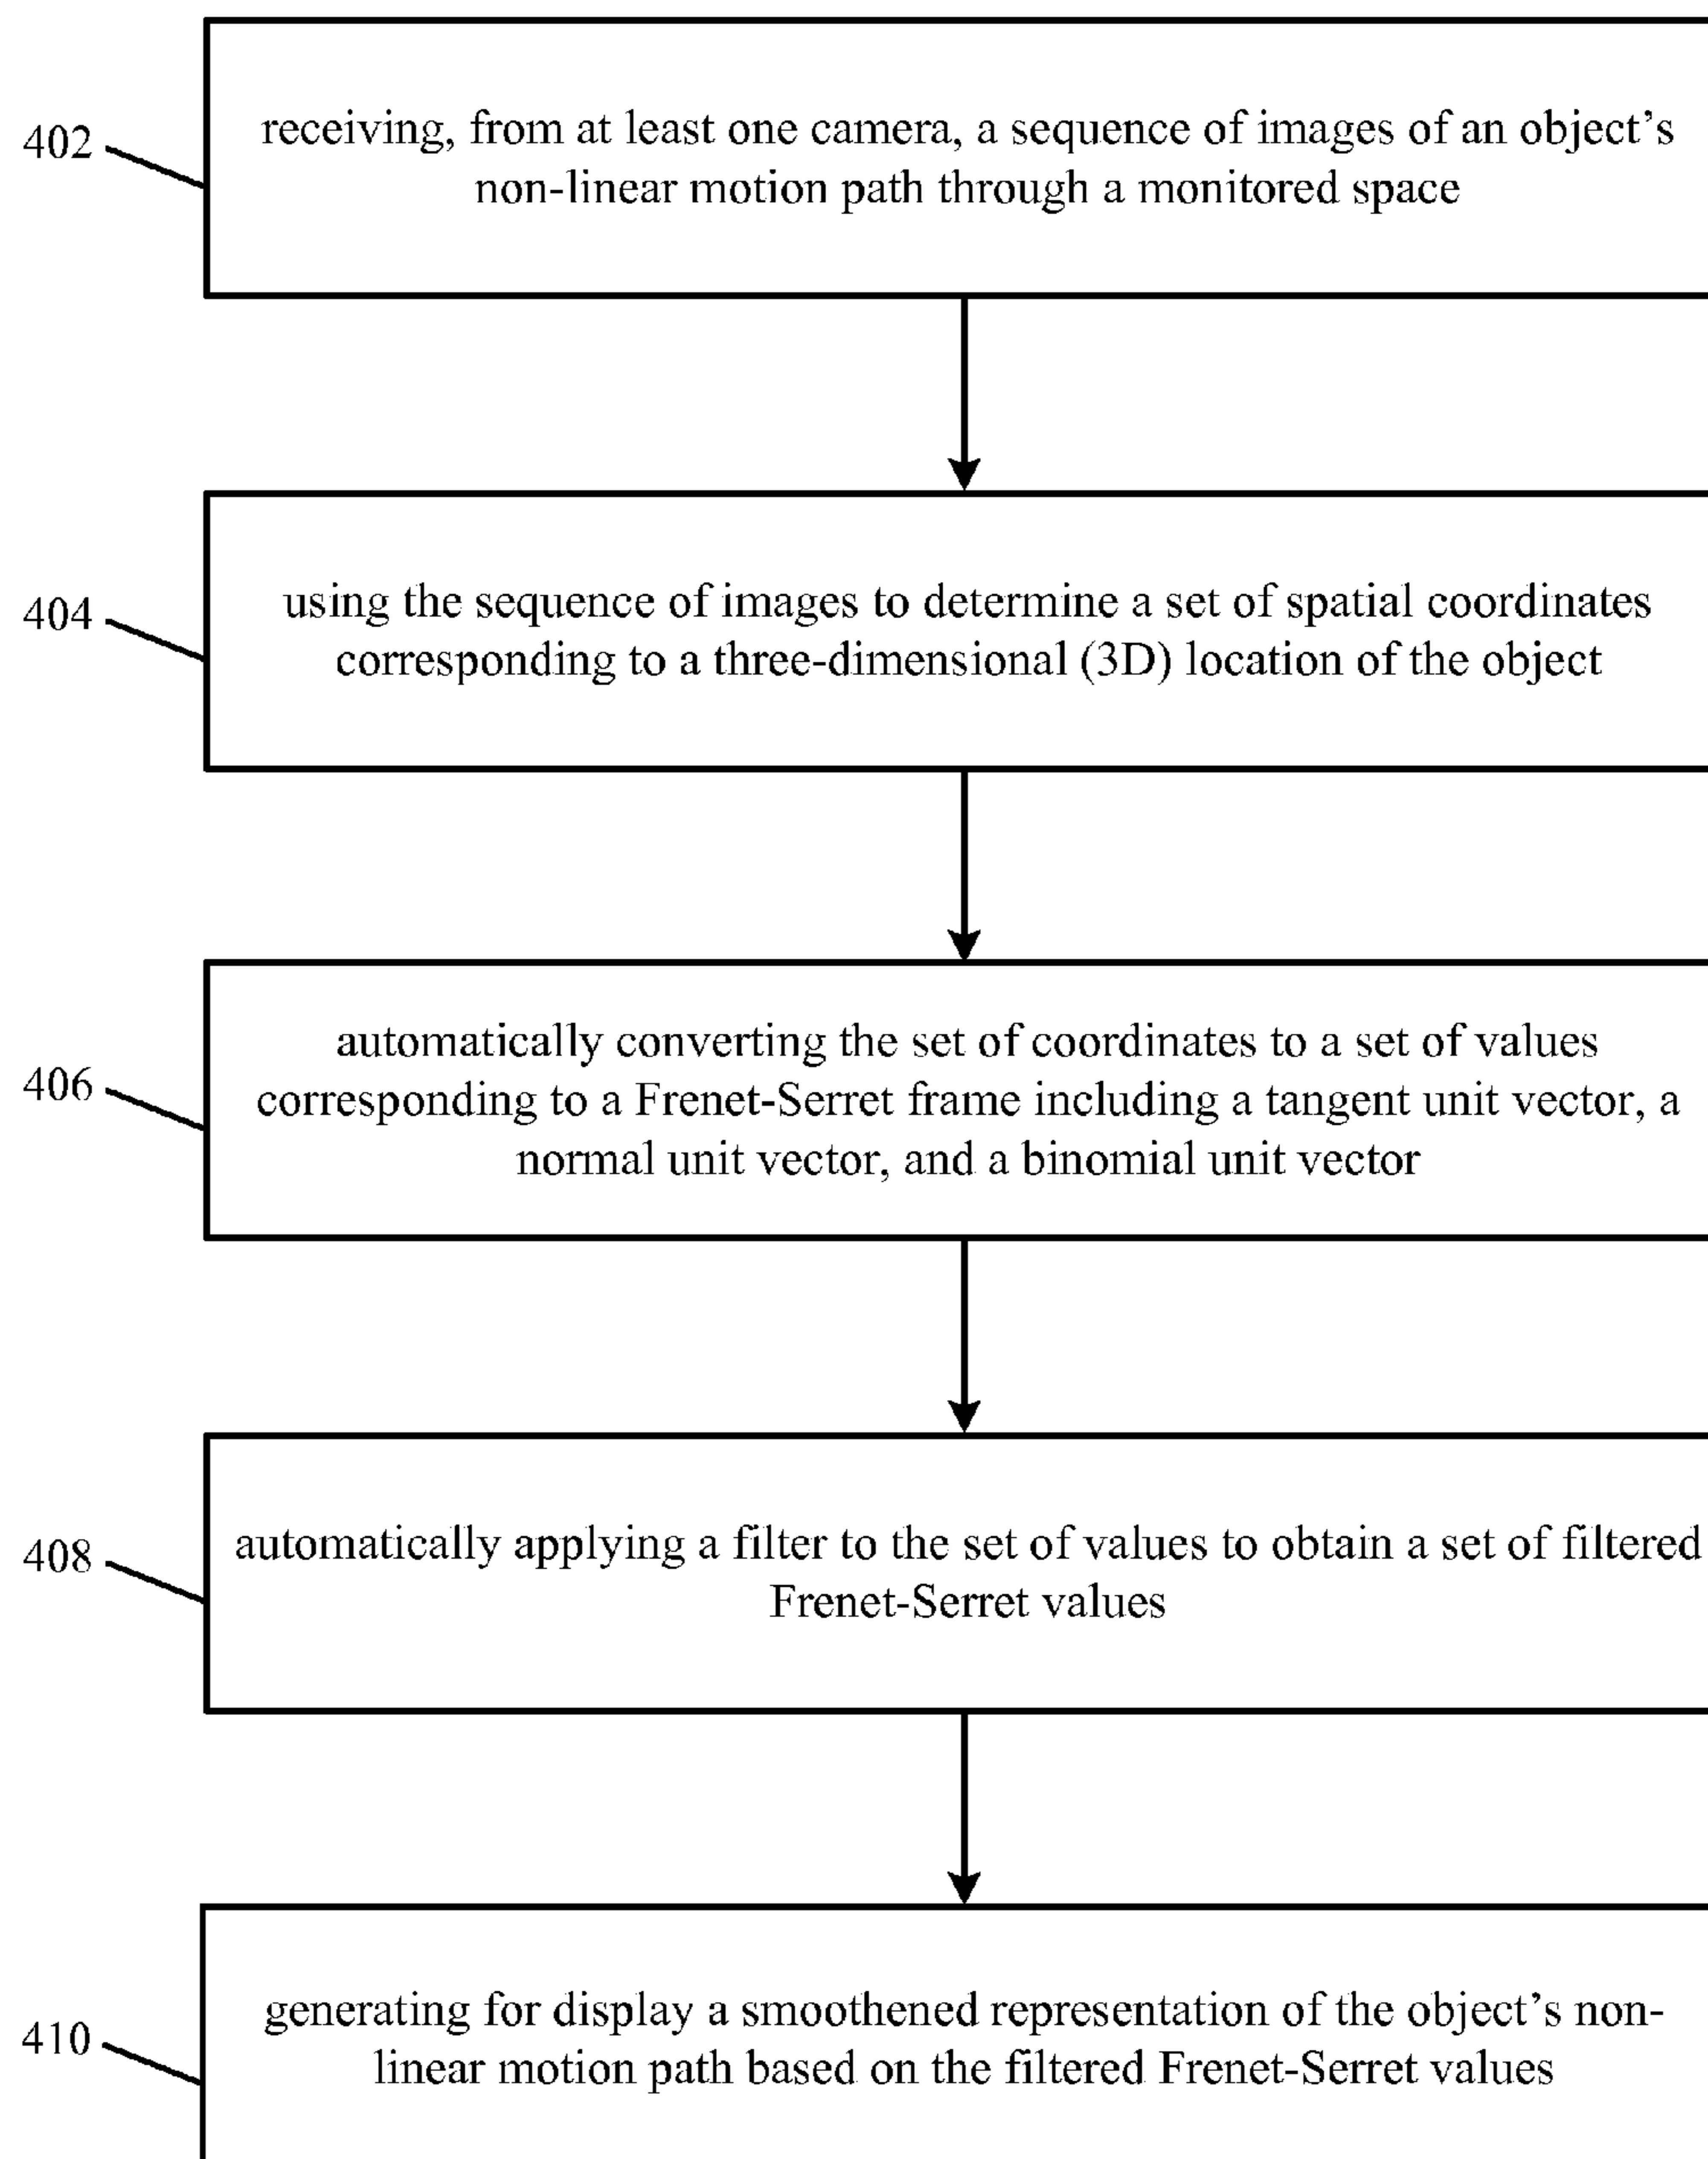 402
receiving, from at least one camera, a sequence of images of an object’s
non-linear motion path through a monitored space
404
using the sequence of images to determine a set of spatial coordinates
corresponding to a three-dimensional (3D) location of the object
406
automatically converting the set of coordinates to a set of values
corresponding to a Frenet-Serret frame including a tangent unit vector, a
normal unit vector, and a binomial unit vector
408
automatically applying a filter to the set of values to obtain a set of filtered
Frenet-Serret values
410
generating for display a smoothened representation of the object’s non-
linear motion path based on the filtered Frenet-Serret values